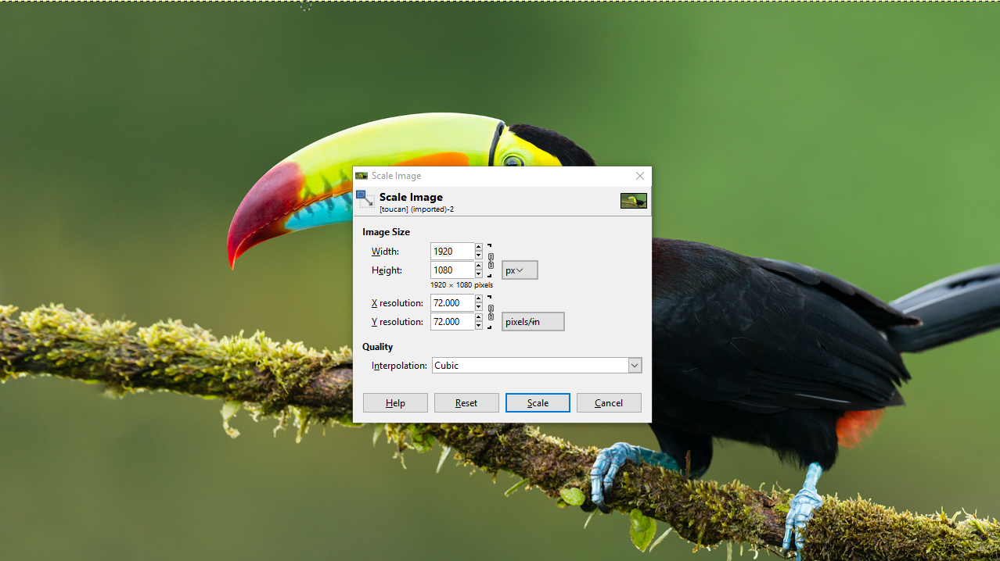 Scale Image
Scale Image
[toucan] (imported)-2
Image Size
Width: 1920
Height: 1080 px
1920 × 1080 pixels
X resolution: 72.000
Y resolution: 72.000 pixels/in
Quality
Interpolation: Cubic
Help Reset Scale Cancel